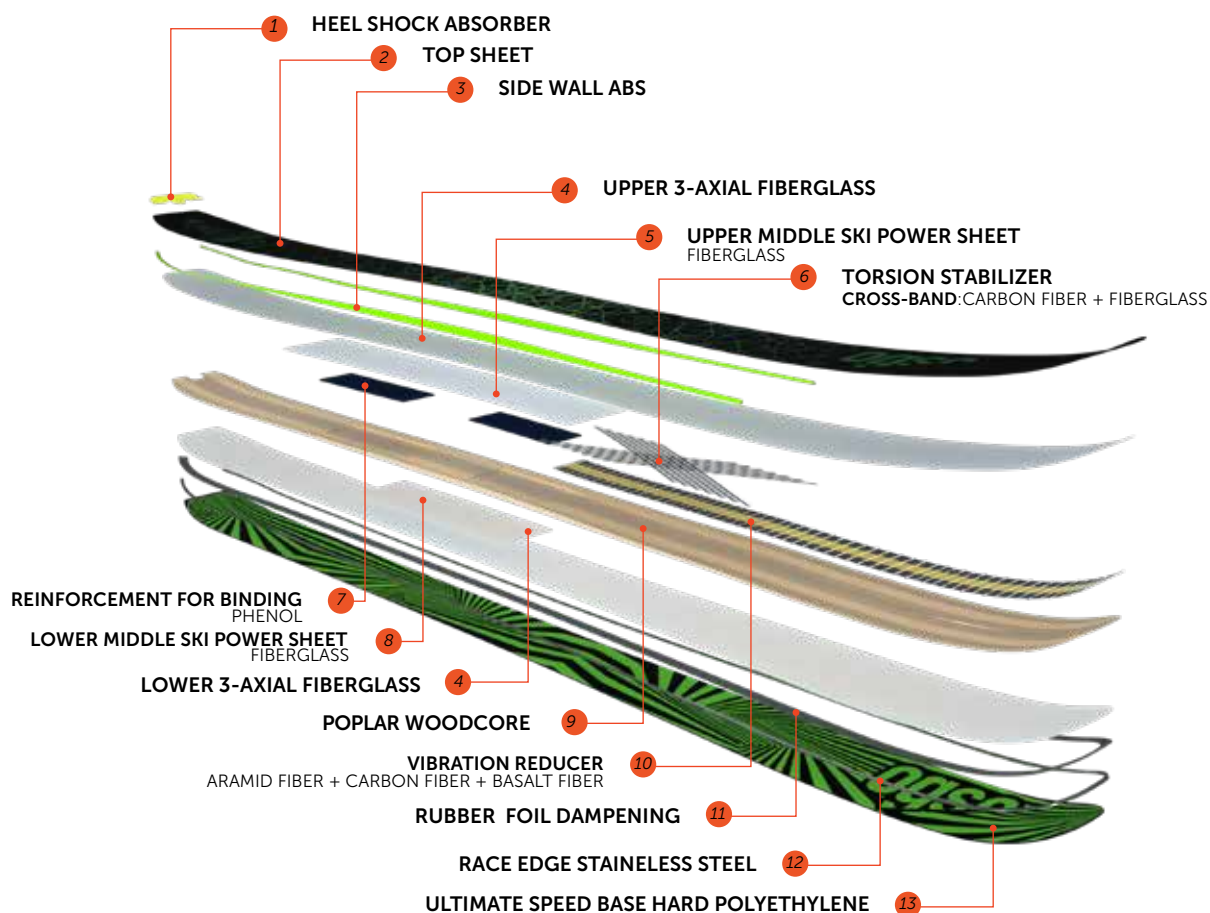 1 HEEL SHOCK ABSORBER
2 TOP SHEET
3 SIDE WALL ABS
4 UPPER 3-AXIAL FIBERGLASS
5 UPPER MIDDLE SKI POWER SHEET
FIBERGLASS
6 TORSION STABILIZER
CROSS-BAND:CARBON FIBER + FIBERGLASS
REINFORCEMENT FOR BINDING 7
PHENOL
LOWER MIDDLE SKI POWER SHEET 8
FIBERGLASS
LOWER 3-AXIAL FIBERGLASS 4
POPLAR WOODCORE 9
VIBRATION REDUCER 10
ARAMID FIBER + CARBON FIBER + BASALT FIBER
RUBBER FOIL DAMPENING 11
RACE EDGE STAINELESS STEEL 12
ULTIMATE SPEED BASE HARD POLYETHYLENE 13